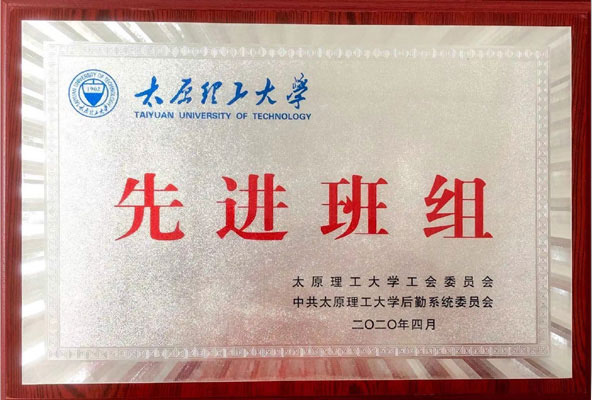 太原理工大学
TAIYUAN UNIVERSITY OF TECHNOLOGY
1902
先进班组
太原理工大学工会委员会
中共太原理工大学后勤系统委员会
二〇二〇年四月